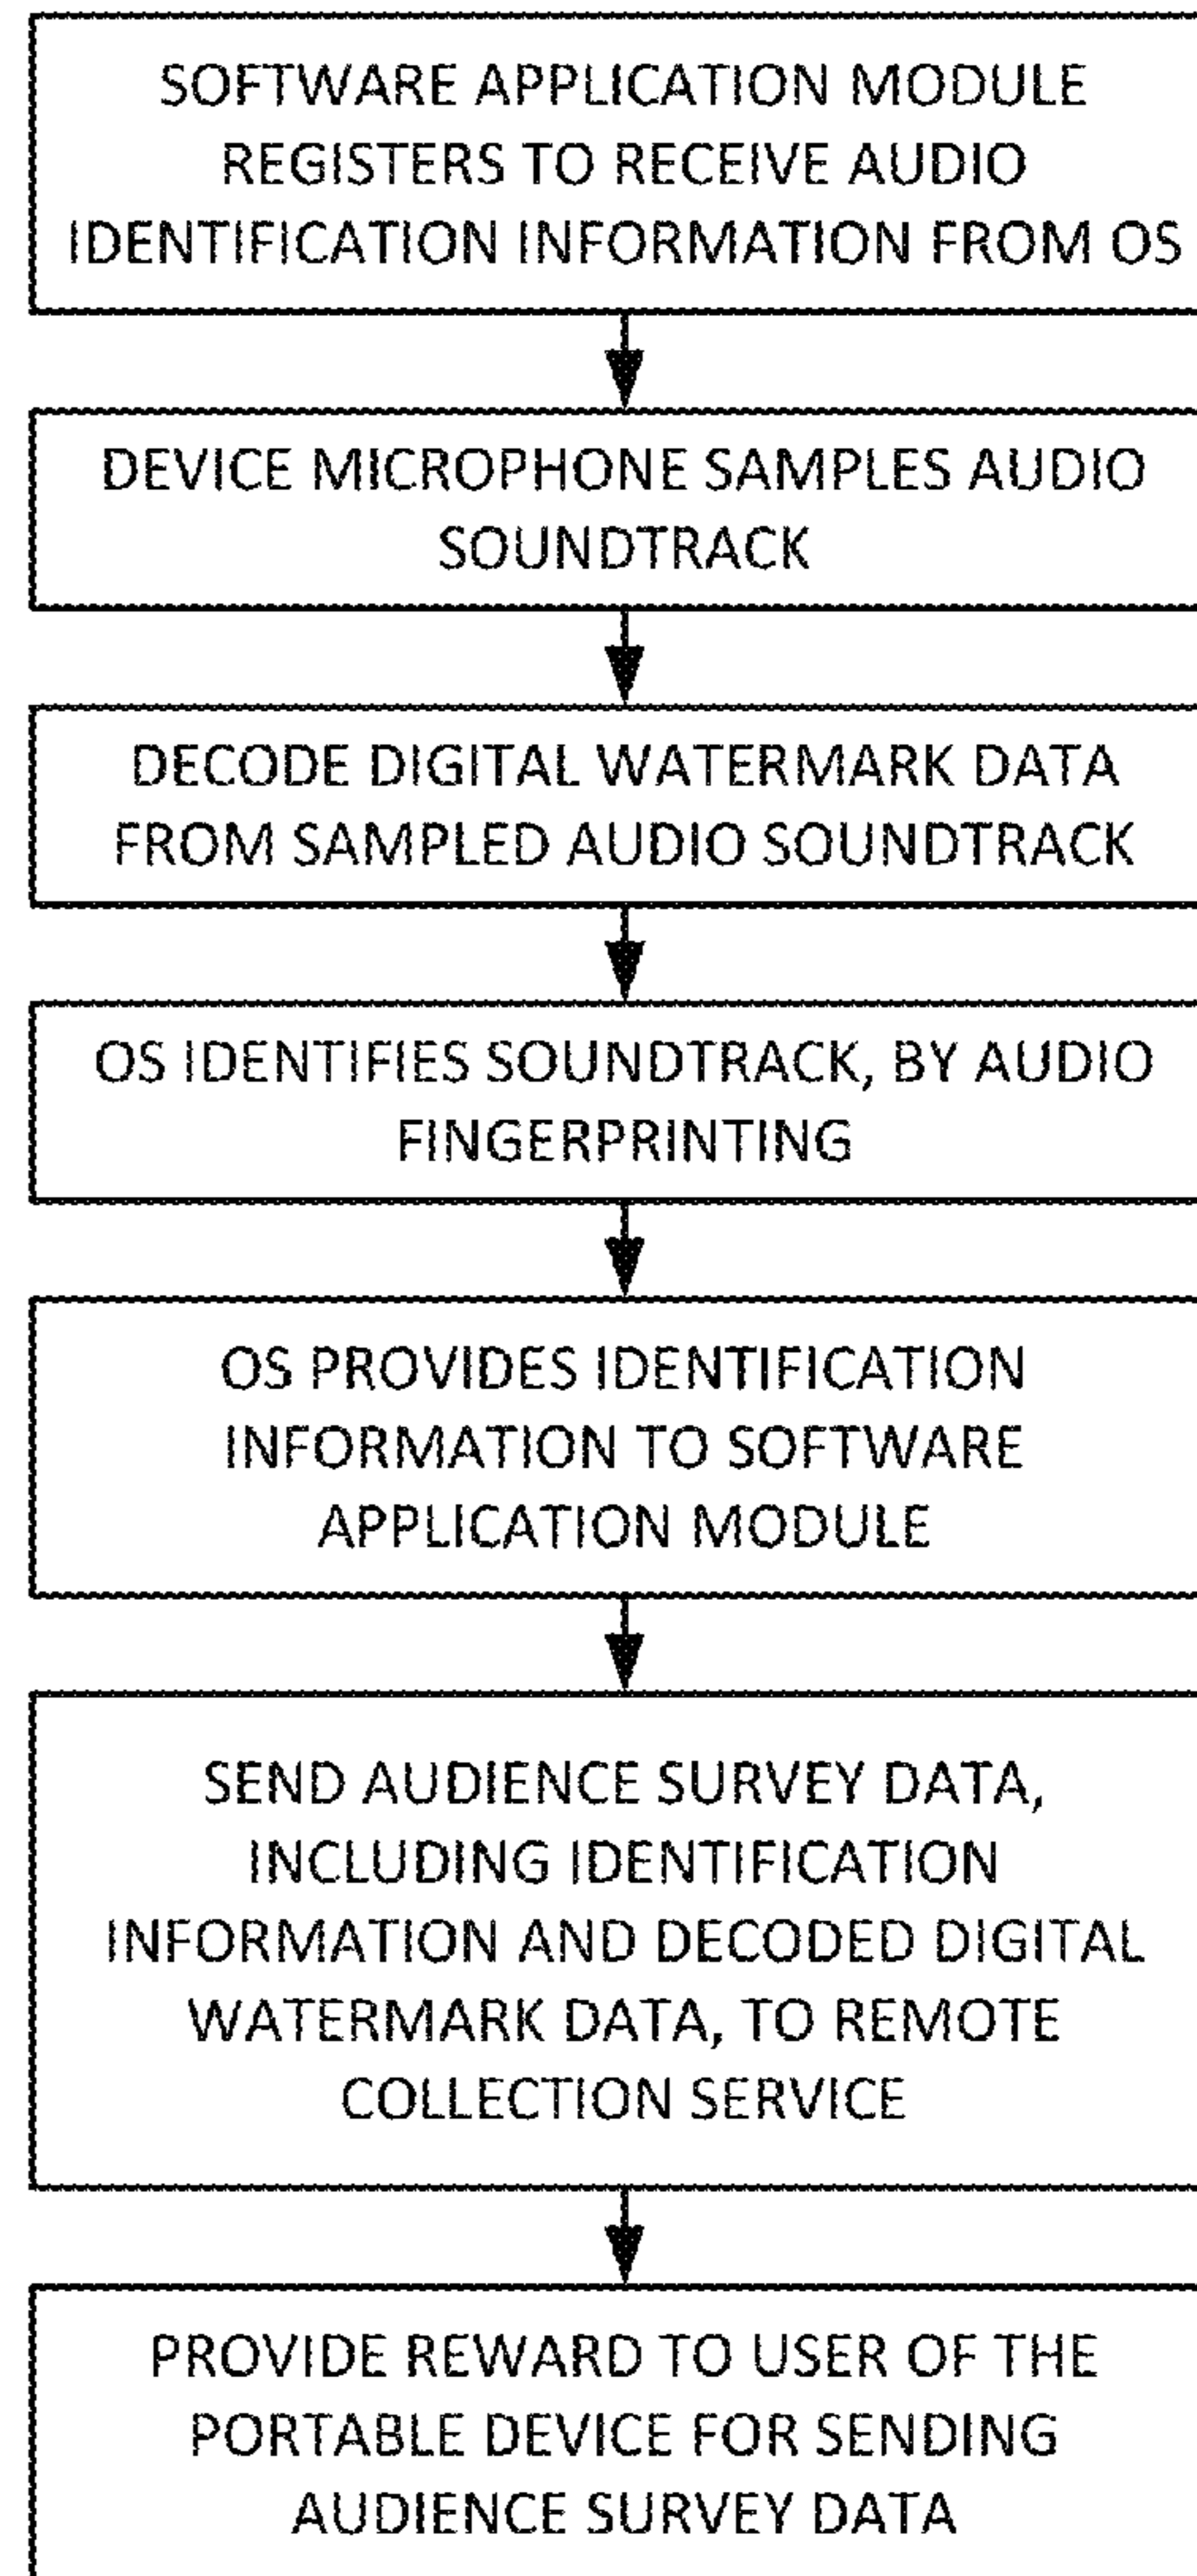 SOFTWARE APPLICATION MODULE
REGISTERS TO RECEIVE AUDIO
IDENTIFICATION INFORMATION FROM OS
DEVICE MICROPHONE SAMPLES AUDIO
SOUNDTRACK
DECODE DIGITAL WATERMARK DATA
FROM SAMPLED AUDIO SOUNDTRACK
OS IDENTIFIES SOUNDTRACK, BY AUDIO
FINGERPRINTING
OS PROVIDES IDENTIFICATION
INFORMATION TO SOFTWARE
APPLICATION MODULE
SEND AUDIENCE SURVEY DATA,
INCLUDING IDENTIFICATION
INFORMATION AND DECODED DIGITAL
WATERMARK DATA, TO REMOTE
COLLECTION SERVICE
PROVIDE REWARD TO USER OF THE
PORTABLE DEVICE FOR SENDING
AUDIENCE SURVEY DATA